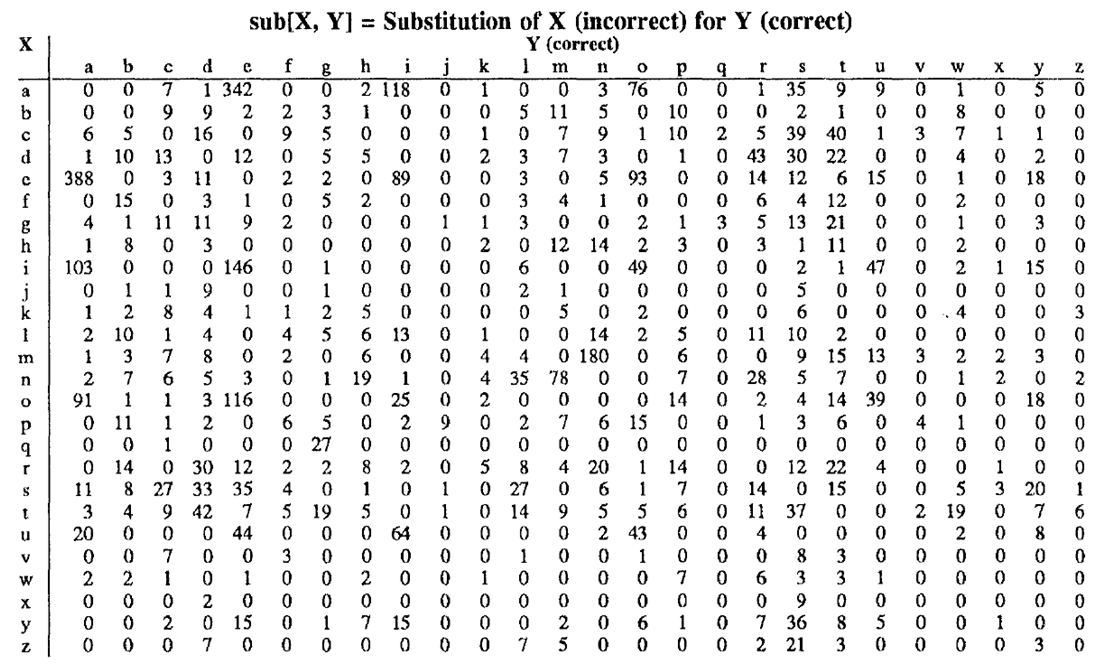 sub[X, Y] = Substitution of X (incorrect) for Y (correct)
X Y (correct)
a b c d e f g h i j k l m n o p q r s t u v w x y z
a 0 0 7 1 342 0 0 2 118 0 1 0 0 3 76 0 0 1 35 9 9 0 1 0 5 0
b 0 0 9 9 2 2 3 1 0 0 0 5 11 5 0 10 0 0 2 1 0 0 8 0 0 0
c 6 5 0 16 0 9 5 0 0 0 1 0 7 9 1 10 2 5 39 40 1 3 7 1 1 0
d 1 10 13 0 12 0 5 5 0 0 2 3 7 3 0 1 0 43 30 22 0 0 4 0 2 0
e 388 0 3 11 0 2 2 0 89 0 0 3 0 5 93 0 0 14 12 6 15 0 1 0 18 0
f 0 15 0 3 1 0 5 2 0 0 0 3 4 1 0 0 0 6 4 12 0 0 2 0 0 0
g 4 1 11 11 9 2 0 0 0 1 1 3 0 0 2 1 3 5 13 21 0 0 1 0 3 0
h 1 8 0 3 0 0 0 0 0 0 2 0 12 14 2 3 0 3 1 11 0 0 2 0 0 0
i 103 0 0 0 146 0 1 0 0 0 0 6 0 0 49 0 0 0 2 1 47 0 2 1 15 0
j 0 1 1 9 0 0 1 0 0 0 0 2 1 0 0 0 0 0 5 0 0 0 0 0 0 0
k 1 2 8 4 1 1 2 5 0 0 0 0 5 0 2 0 0 0 6 0 0 0 4 0 0 3
l 2 10 1 4 0 4 5 6 13 0 1 0 0 14 2 5 0 11 10 2 0 0 0 0 0 0
m 1 3 7 8 0 2 0 6 0 0 4 4 0 180 0 6 0 0 9 15 13 3 2 2 3 0
n 2 7 6 5 3 0 1 19 1 0 4 35 78 0 0 7 0 28 5 7 0 0 1 2 0 2
o 91 1 1 3 116 0 0 0 25 0 2 0 0 0 0 14 0 2 4 14 39 0 0 0 18 0
p 0 11 1 2 0 6 5 0 2 9 0 2 7 6 15 0 0 1 3 6 0 4 1 0 0 0
q 0 0 1 0 0 0 27 0 0 0 0 0 0 0 0 0 0 0 0 0 0 0 0 0 0 0
r 0 14 0 30 12 2 2 8 2 0 5 8 4 20 1 14 0 0 12 22 4 0 0 1 0 0
s 11 8 27 33 35 4 0 1 0 1 0 27 0 6 1 7 0 14 0 15 0 0 5 3 20 1
t 3 4 9 42 7 5 19 5 0 1 0 14 9 5 5 6 0 11 37 0 0 2 19 0 7 6
u 20 0 0 0 44 0 0 0 64 0 0 0 0 2 43 0 0 4 0 0 0 0 2 0 8 0
v 0 0 7 0 0 3 0 0 0 0 0 1 0 0 1 0 0 0 8 3 0 0 0 0 0 0
w 2 2 1 0 1 0 0 2 0 0 1 0 0 0 0 7 0 6 3 3 1 0 0 0 0 0
x 0 0 0 2 0 0 0 0 0 0 0 0 0 0 0 0 0 0 9 0 0 0 0 0 0 0
y 0 0 2 0 15 0 1 7 15 0 0 0 2 0 6 1 0 7 36 8 5 0 0 1 0 0
z 0 0 0 7 0 0 0 0 0 0 0 7 5 0 0 0 0 2 21 3 0 0 0 0 3 0